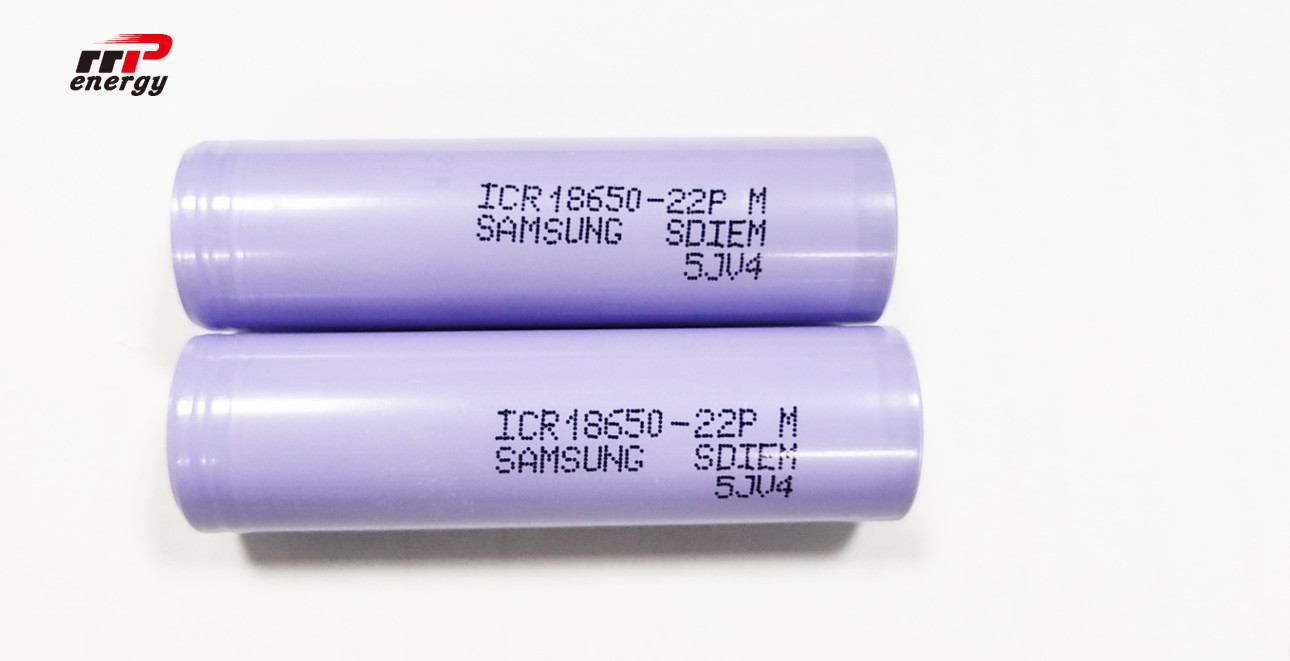 energy
ICR18650-22P M
SAMSUNG SDIEM
5JV4
ICR18650-22P M
SAMSUNG SDIEM
5JV4